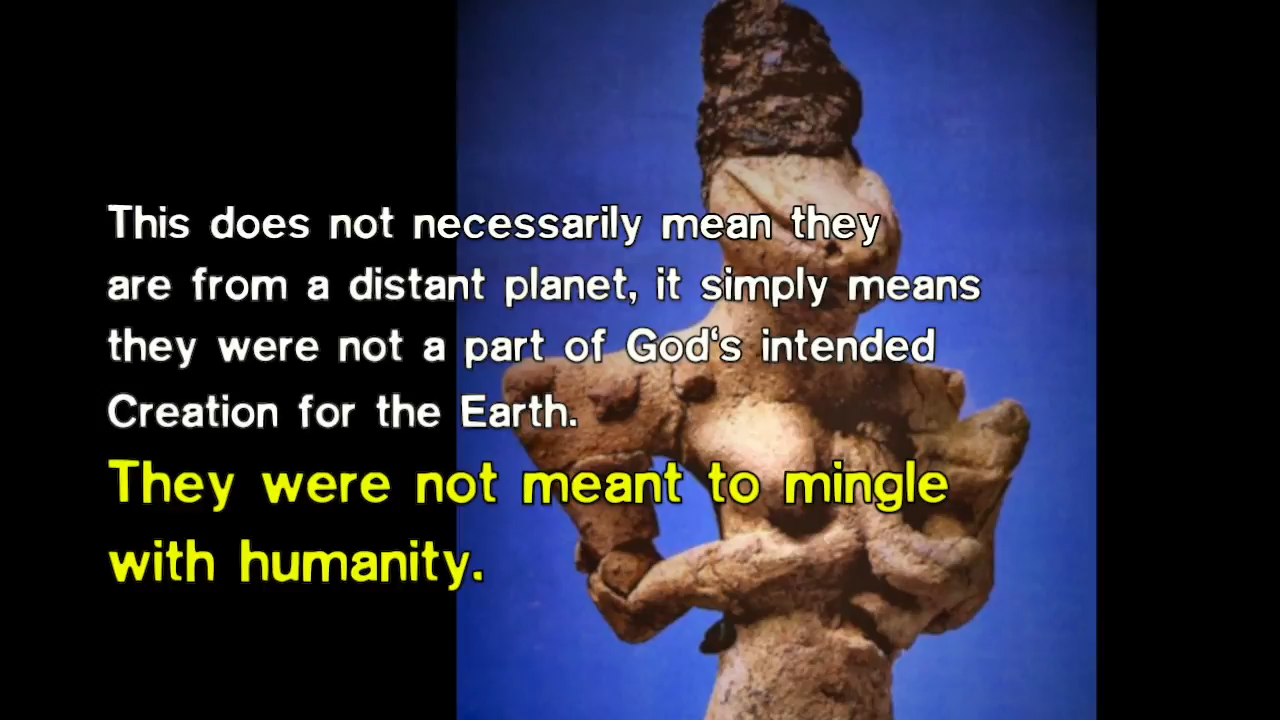 This does not necessarily mean they
are from a distant planet, it simply means
they were not a part of God‘s intended
Creation for the Earth.
They were not meant to mingle
with humanity.